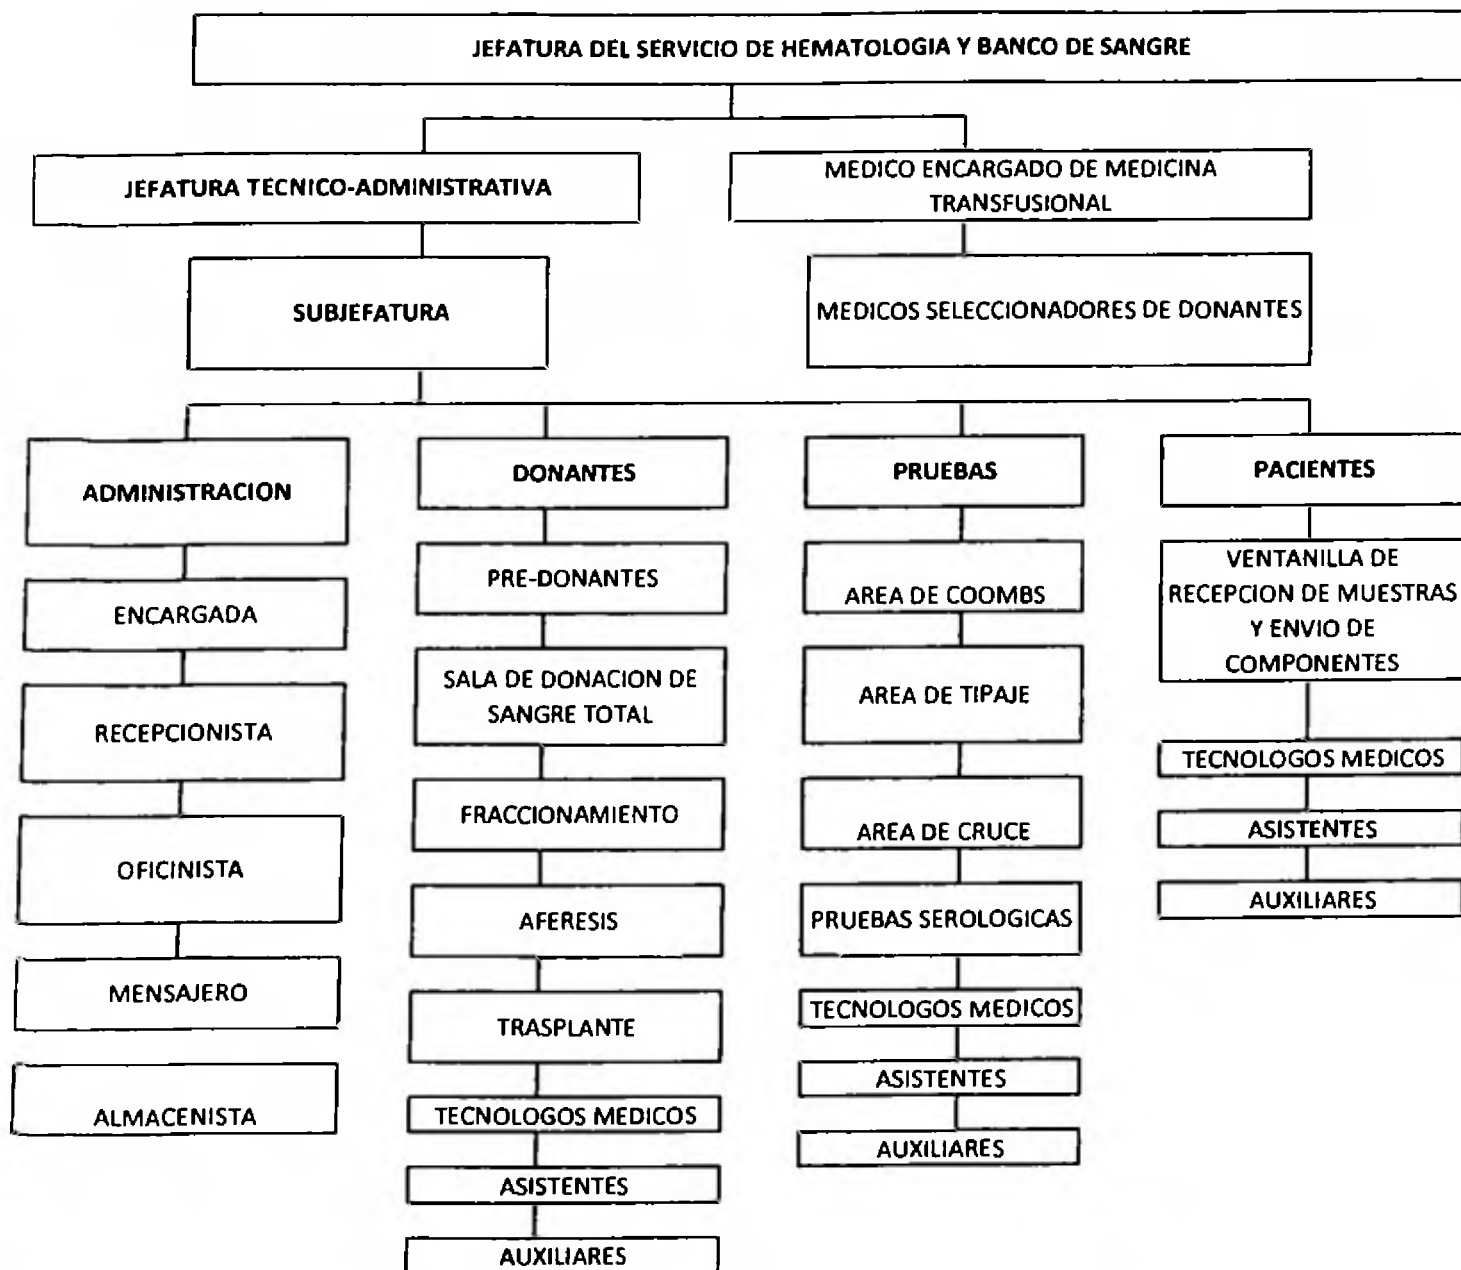 JEFATURA DEL SERVICIO DE HEMATOLOGIA Y BANCO DE SANGRE
JEFATURA TECNICO-ADMINISTRATIVA
MEDICO ENCARGADO DE MEDICINA
TRANSFUSIONAL
SUBJEFATURA
MEDICOS SELECCIONADORES DE DONANTES
ADMINISTRACION
ENCARGADA
RECEPCIONISTA
OFICINISTA
MENSAJERO
ALMACENISTA
DONANTES
PRE-DONANTES
SALA DE DONACION DE
SANGRE TOTAL
FRACCIONAMIENTO
AFERESIS
TRASPLANTE
TECNOLOGOS MEDICOS
ASISTENTES
AUXILIARES
PRUEBAS
AREA DE COOMBS
AREA DE TIPAJE
AREA DE CRUCE
PRUEBAS SEROLOGICAS
TECNOLOGOS MEDICOS
ASISTENTES
AUXILIARES
PACIENTES
VENTANILLA DE
RECEPCION DE MUESTRAS
Y ENVIO DE
COMPONENTES
TECNOLOGOS MEDICOS
ASISTENTES
AUXILIARES